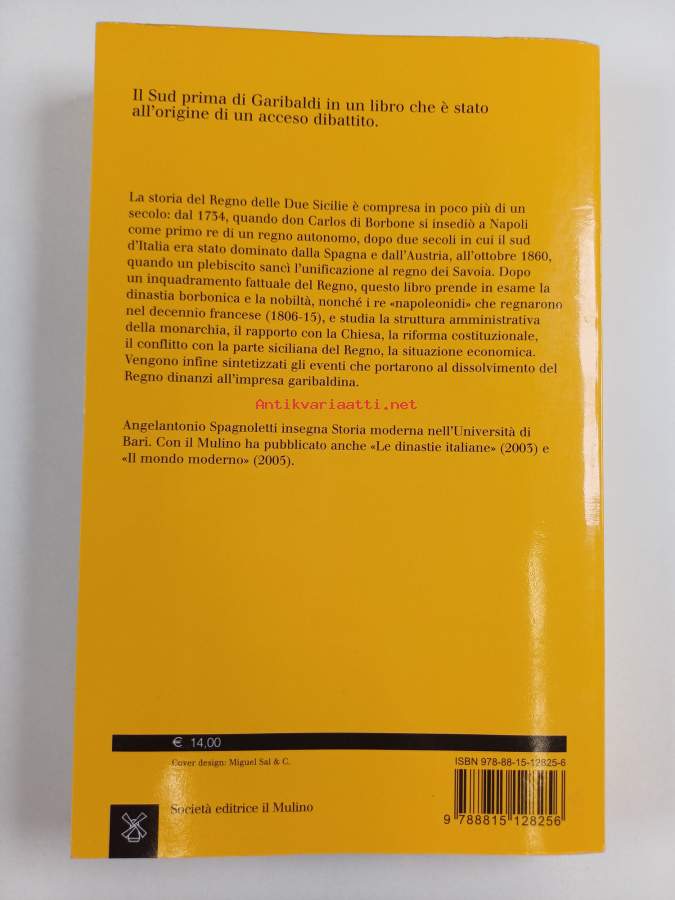 Il Sud prima di Garibaldi in un libro che è stato
all'origine di un acceso dibattito.
La storia del Regno delle Due Sicilie è compresa in poco più di un
secolo: dal 1734, quando don Carlos di Borbone si insediò a Napoli
come primo re di un regno autonomo, dopo due secoli in cui il sud
d'Italia era stato dominato dalla Spagna e dall'Austria, all'ottobre 1860,
quando un plebiscito sancì l'unificazione al regno dei Savoia. Dopo
un inquadramento fattuale del Regno, questo libro prende in esame la
dinastia borbonica e la nobiltà, nonché i re «napoleonidi» che regnarono
nel decennio francese (1806-15), e studia la struttura amministrativa
della monarchia, il rapporto con la Chiesa, la riforma costituzionale,
il conflitto con la parte siciliana del Regno, la situazione economica.
Vengono infine sintetizzati gli eventi che portarono al dissolvimento del
Regno dinanzi all'impresa garibaldina.
Antikvariaatti.net
Angelantonio Spagnoletti insegna Storia moderna nell'Università di
Bari. Con il Mulino ha pubblicato anche «Le dinastie italiane» (2003) e
«Il mondo moderno» (2005).
€ 14,00
Cover design: Miguel Sal & C.
ISBN 978-88-15-12825-6
Società editrice il Mulino
9 788815 128256